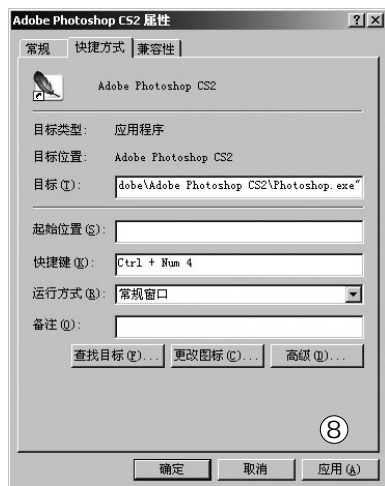 Adobe Photoshop CS2 属性
常规 快捷方式 兼容性
Adobe Photoshop CS2
目标类型: 应用程序
目标位置: Adobe Photoshop CS2
目标(T): dobe\Adobe Photoshop CS2\Photoshop.exe"
起始位置(S):
快捷键(K): Ctrl + Num 4
运行方式(R): 常规窗口
备注(O):
查找目标(F)... 更改图标(C)... 高级(D)...
⑧
确定 取消 应用(A)